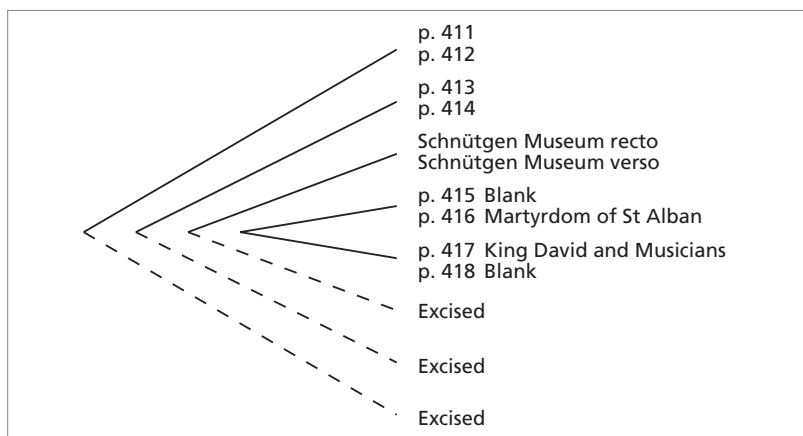 p. 411
p. 412
p. 413
p. 414
Schnütgen Museum recto
Schnütgen Museum verso
p. 415 Blank
p. 416 Martyrdom of St Alban
p. 417 King David and Musicians
p. 418 Blank
Excised
Excised
Excised